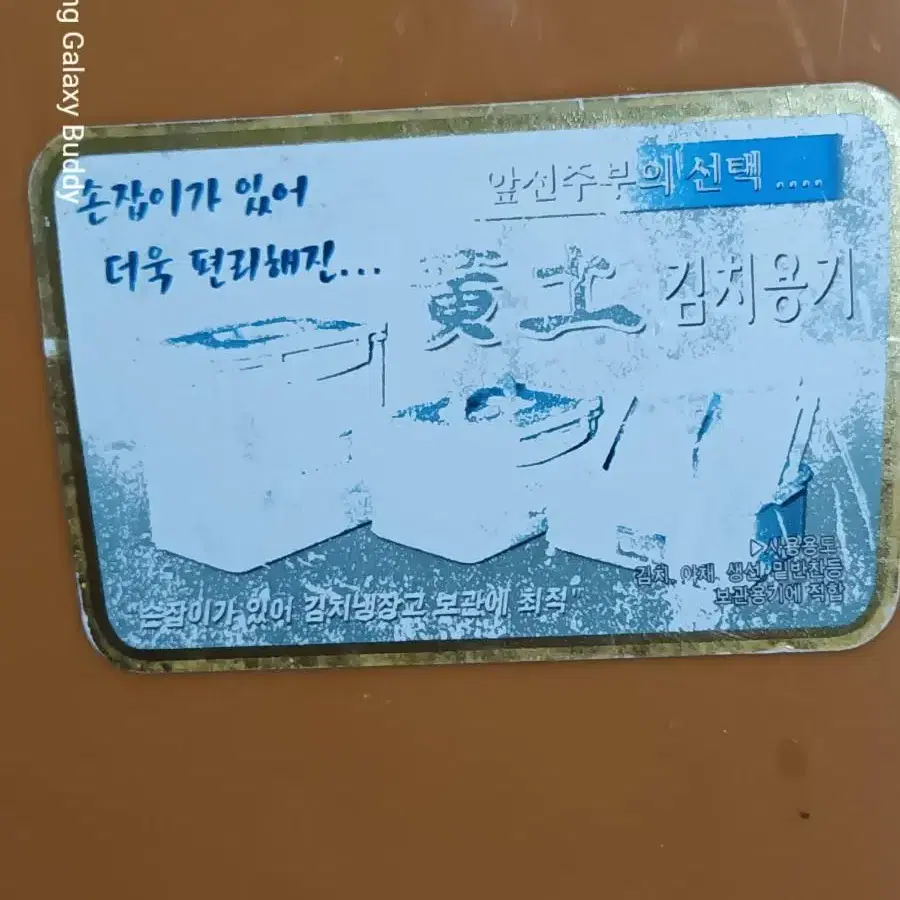 손잡이가 있어
더욱 편리해진...
앞선주부의 선택 ....
黄土 김치용기
"손잡이가 있어 김치냉장고 보관에 최적"
▷사용용도
김치, 야채, 생선, 밑반찬등
보관용기에 적합
ng Galaxy Buddy